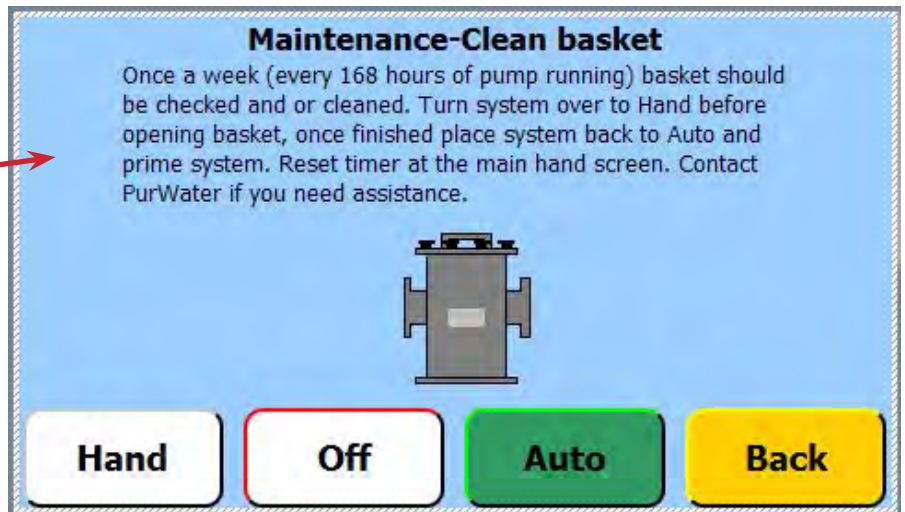 Maintenance-Clean basket
Once a week (every 168 hours of pump running) basket should
be checked and or cleaned. Turn system over to Hand before
opening basket, once finished place system back to Auto and
prime system. Reset timer at the main hand screen. Contact
PurWater if you need assistance.
Hand
Off
Auto
Back